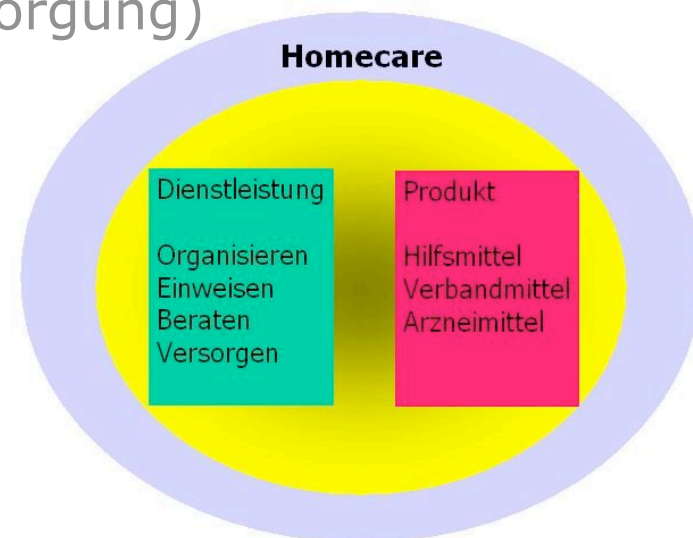 orgung)
Homecare
Dienstleistung
Organisieren
Einweisen
Beraten
Versorgen
Produkt
Hilfsmittel
Verbandmittel
Arzneimittel